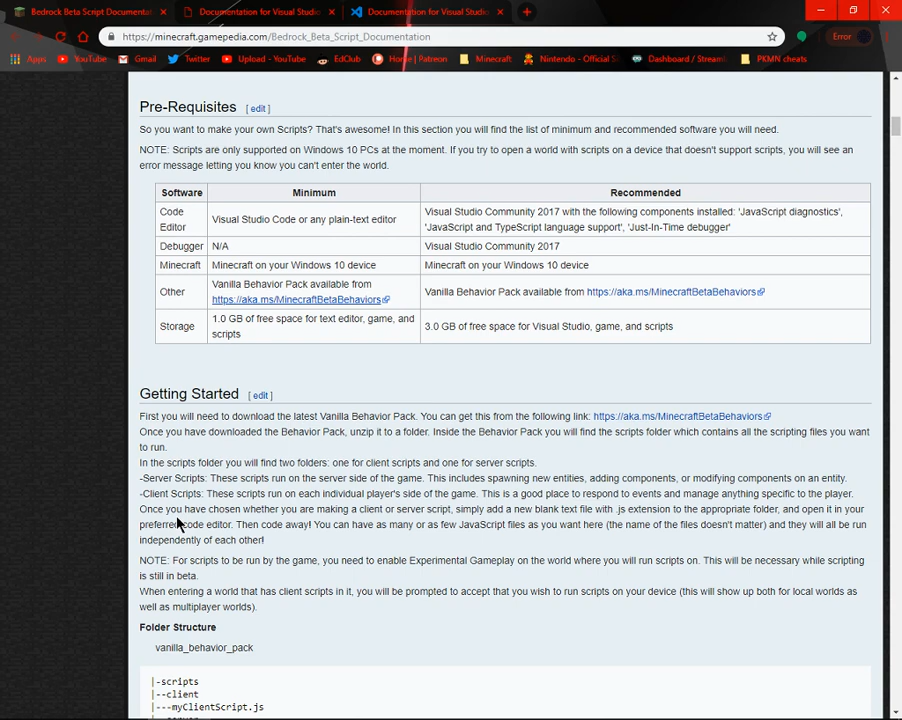 Bedrock Beta Script Documentat
Documentation for Visual Studio
Documentation for Visual Studio
https://minecraft.gamepedia.com/Bedrock_Beta_Script_Documentation
Error
Apps YouTube Gmail Twitter Upload - YouTube EdClub Home | Patreon Minecraft Nintendo - Official S Dashboard / Stream PKMN cheats
Pre-Requisites [ edit ]
So you want to make your own Scripts? That's awesome! In this section you will find the list of minimum and recommended software you will need.
NOTE: Scripts are only supported on Windows 10 PCs at the moment. If you try to open a world with scripts on a device that doesn't support scripts, you will see an
error message letting you know you can't enter the world.
Software Minimum Recommended
Code Editor Visual Studio Code or any plain-text editor Visual Studio Community 2017 with the following components installed: 'JavaScript diagnostics',
'JavaScript and TypeScript language support', 'Just-In-Time debugger'
Debugger N/A Visual Studio Community 2017
Minecraft Minecraft on your Windows 10 device Minecraft on your Windows 10 device
Other Vanilla Behavior Pack available from
https://aka.ms/MinecraftBetaBehaviors Vanilla Behavior Pack available from https://aka.ms/MinecraftBetaBehaviors
Storage 1.0 GB of free space for text editor, game, and
scripts 3.0 GB of free space for Visual Studio, game, and scripts
Getting Started [ edit ]
First you will need to download the latest Vanilla Behavior Pack. You can get this from the following link: https://aka.ms/MinecraftBetaBehaviors
Once you have downloaded the Behavior Pack, unzip it to a folder. Inside the Behavior Pack you will find the scripts folder which contains all the scripting files you want
to run.
In the scripts folder you will find two folders: one for client scripts and one for server scripts.
-Server Scripts: These scripts run on the server side of the game. This includes spawning new entities, adding components, or modifying components on an entity.
-Client Scripts: These scripts run on each individual player's side of the game. This is a good place to respond to events and manage anything specific to the player.
Once you have chosen whether you are making a client or server script, simply add a new blank text file with .js extension to the appropriate folder, and open it in your
preferred code editor. Then code away! You can have as many or as few JavaScript files as you want here (the name of the files doesn't matter) and they will all be run
independently of each other!
NOTE: For scripts to be run by the game, you need to enable Experimental Gameplay on the world where you will run scripts on. This will be necessary while scripting
is still in beta.
When entering a world that has client scripts in it, you will be prompted to accept that you wish to run scripts on your device (this will show up both for local worlds as
well as multiplayer worlds).
Folder Structure
vanilla_behavior_pack
|-scripts
|--client
|---myClientScript.js